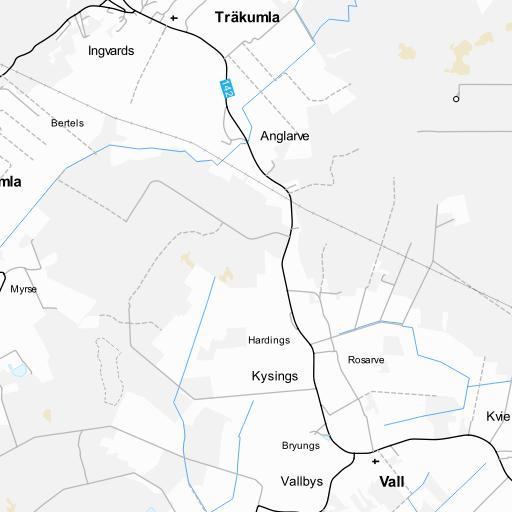 Träkumla
Ingvards
142
Bertels
Anglarve
mla
Myrse
Hardings
Rosarve
Kysings
Kvie
Bryungs
Vallbys
Vall